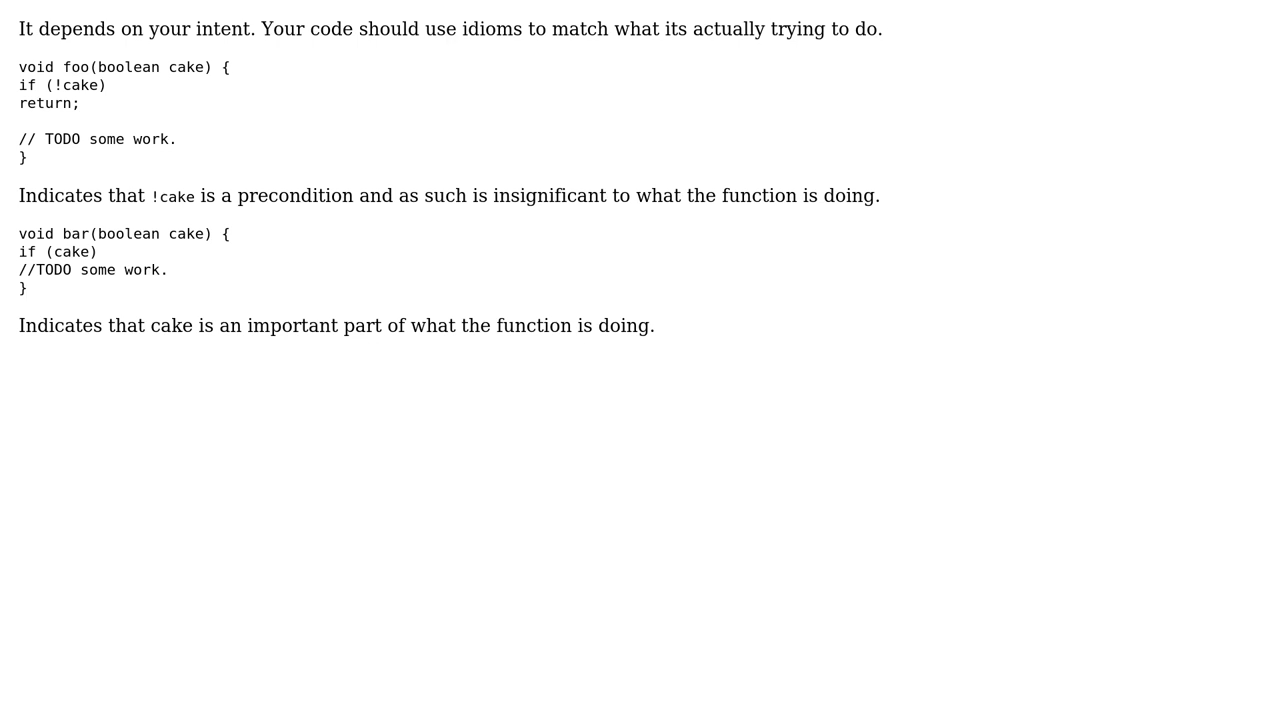 It depends on your intent. Your code should use idioms to match what its actually trying to do.
void foo(boolean cake) {
if (!cake)
return;
// TODO some work.
}
Indicates that !cake is a precondition and as such is insignificant to what the function is doing.
void bar(boolean cake) {
if (cake)
//TODO some work.
}
Indicates that cake is an important part of what the function is doing.